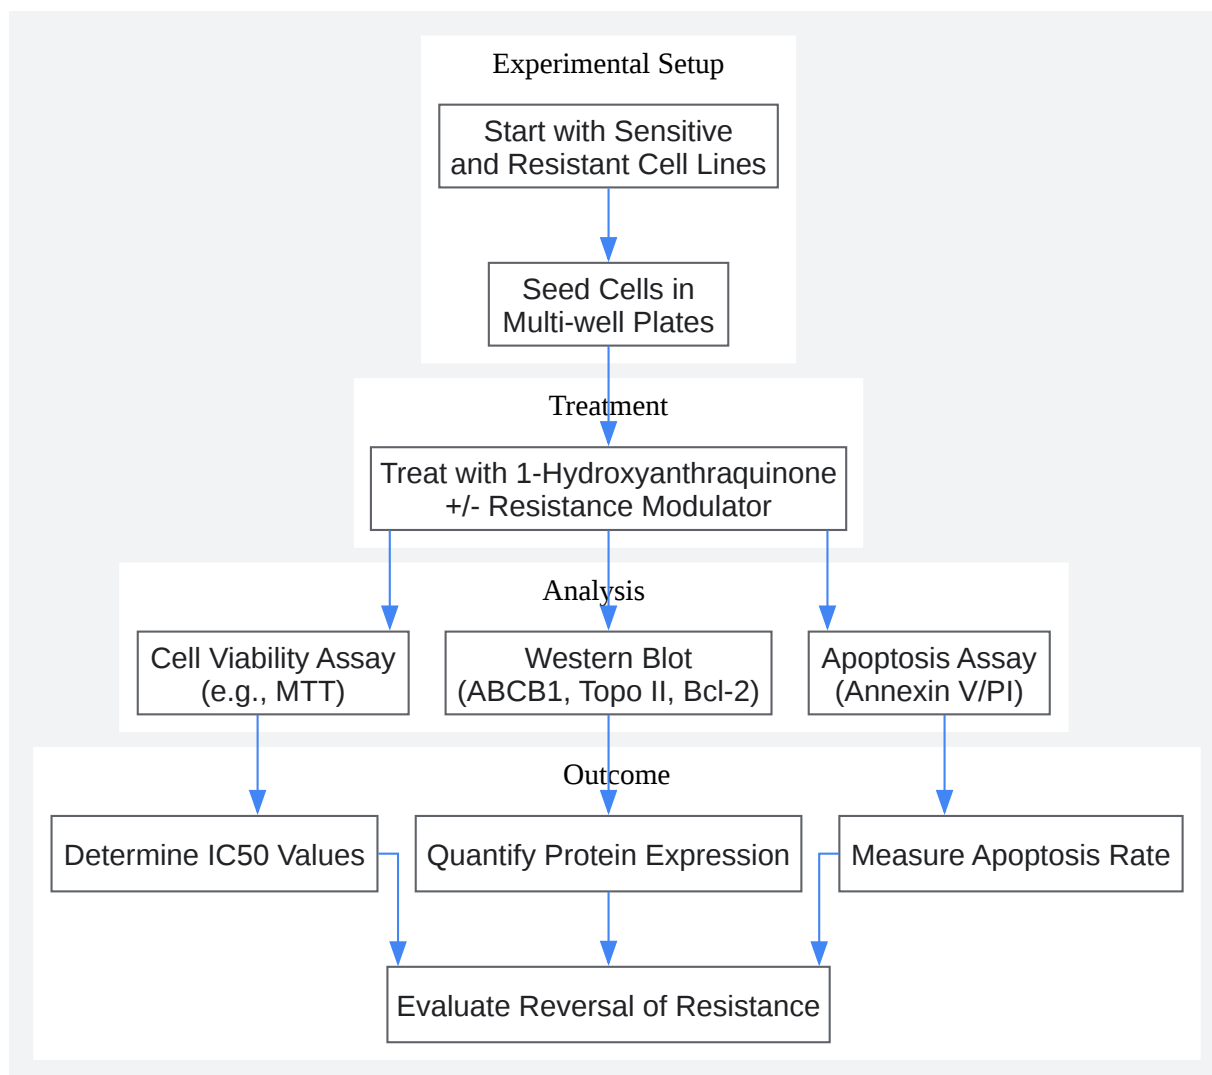 Experimental Setup
Start with Sensitive
and Resistant Cell Lines
Seed Cells in
Multi-well Plates
Treatment
Treat with 1-Hydroxyanthraquinone
+/- Resistance Modulator
Analysis
Cell Viability Assay
(e.g., MTT)
Western Blot
(ABCB1, Topo II, Bcl-2)
Apoptosis Assay
(Annexin V/PI)
Outcome
Determine IC50 Values
Quantify Protein Expression
Measure Apoptosis Rate
Evaluate Reversal of Resistance